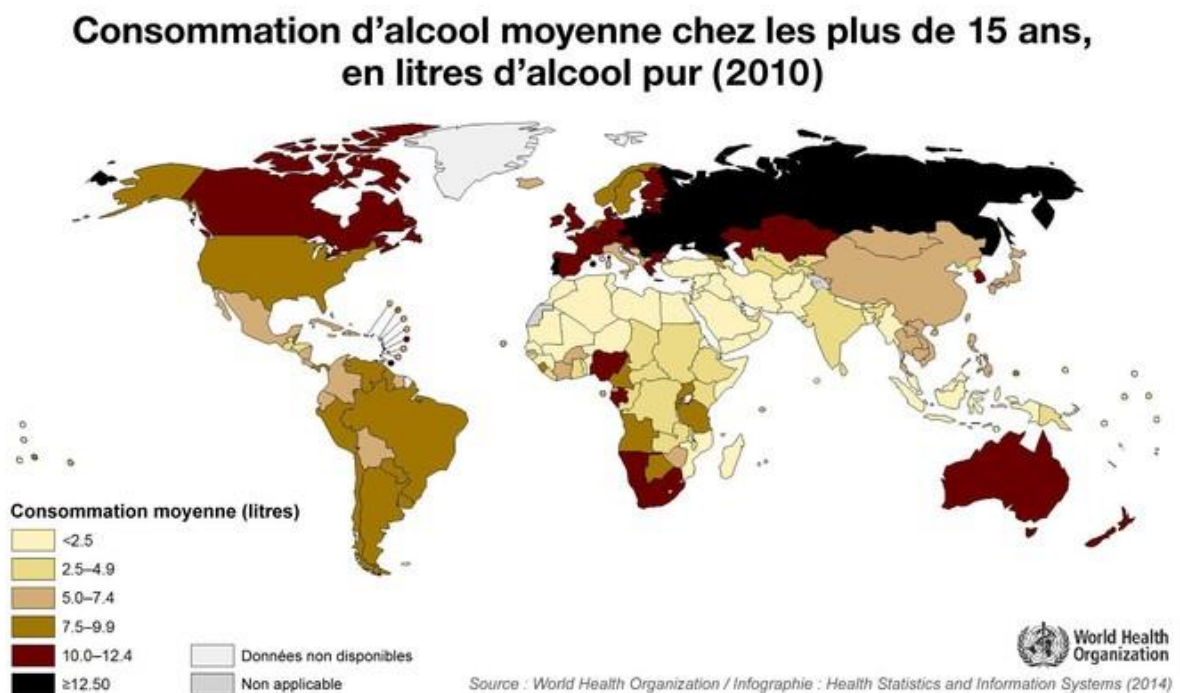 Consommation d’alcool moyenne chez les plus de 15 ans,
en litres d’alcool pur (2010)
Consommation moyenne (litres)
<2.5
2.5–4.9
5.0–7.4
7.5–9.9
10.0–12.4
≥12.50
Données non disponibles
Non applicable
World Health
Organization
Source : World Health Organization / Infographie : Health Statistics and Information Systems (2014)